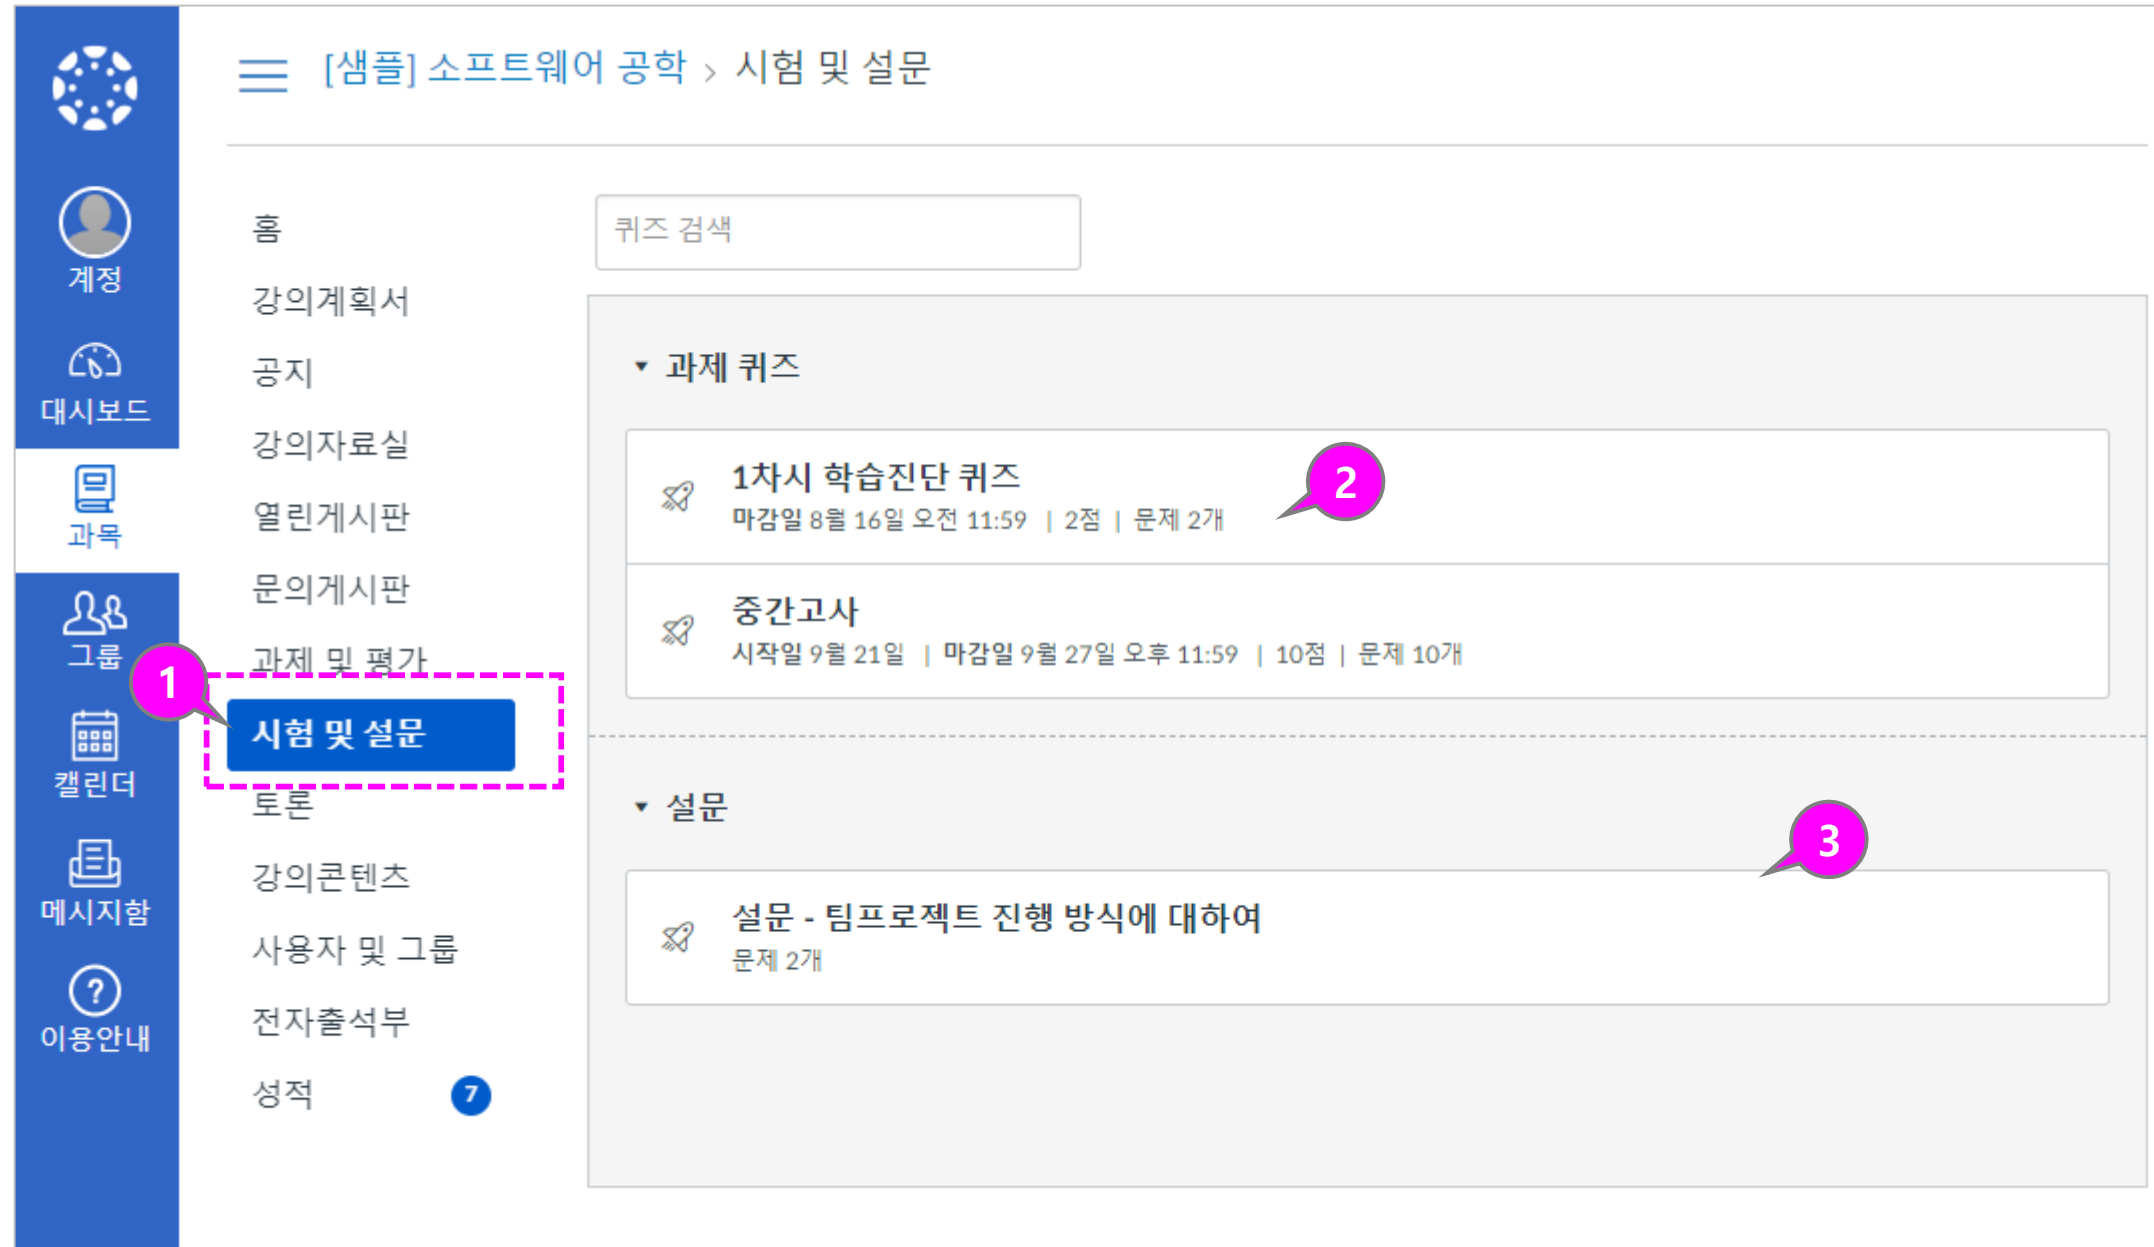 [샘플] 소프트웨어 공학 > 시험 및 설문
계정
대시보드
과목
그룹
캘린더
메시지함
이용안내
홈
강의계획서
공지
강의자료실
열린게시판
문의게시판
과제 및 평가
1
시험 및 설문
토론
강의콘텐츠
사용자 및 그룹
전자출석부
성적 7
퀴즈 검색
과제 퀴즈
1차시 학습진단 퀴즈
마감일 8월 16일 오전 11:59 | 2점 | 문제 2개
2
중간고사
시작일 9월 21일 | 마감일 9월 27일 오후 11:59 | 10점 | 문제 10개
설문
3
설문 - 팀프로젝트 진행 방식에 대하여
문제 2개